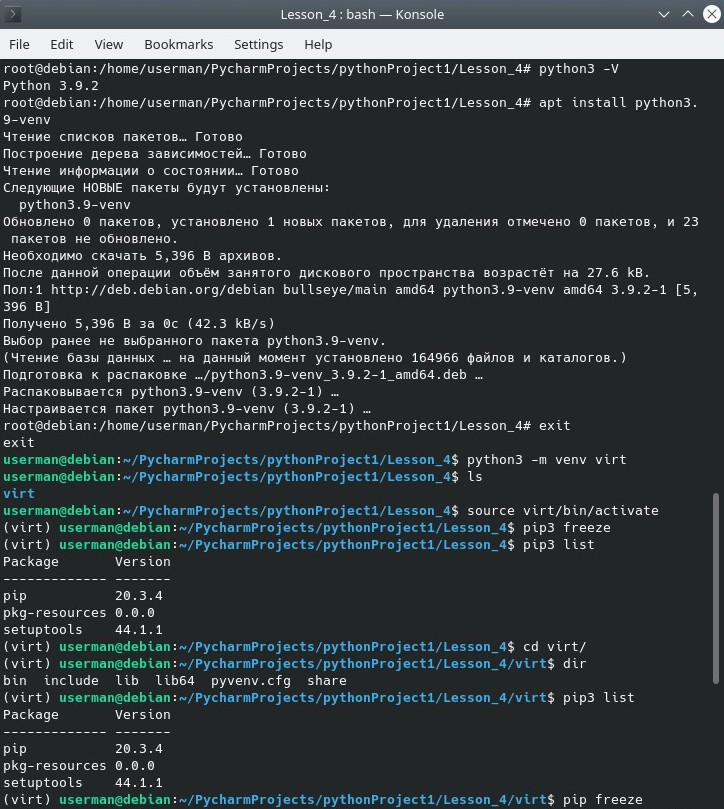 Lesson_4 : bash — Konsole
File Edit View Bookmarks Settings Help
root@debian:/home/userman/PycharmProjects/pythonProject1/Lesson_4# python3 -V
Python 3.9.2
root@debian:/home/userman/PycharmProjects/pythonProject1/Lesson_4# apt install python3.
9-venv
Чтение списков пакетов… Готово
Построение дерева зависимостей… Готово
Чтение информации о состоянии… Готово
Следующие НОВЫЕ пакеты будут установлены:
  python3.9-venv
Обновлено 0 пакетов, установлено 1 новых пакетов, для удаления отмечено 0 пакетов, и 23
 пакетов не обновлено.
Необходимо скачать 5,396 B архивов.
После данной операции объём занятого дискового пространства возрастёт на 27.6 kB.
Пол:1 http://deb.debian.org/debian bullseye/main amd64 python3.9-venv amd64 3.9.2-1 [5,
396 B]
Получено 5,396 B за 0с (42.3 kB/s)
Выбор ранее не выбранного пакета python3.9-venv.
(Чтение базы данных … на данный момент установлено 164966 файлов и каталогов.)
Подготовка к распаковке …/python3.9-venv_3.9.2-1_amd64.deb …
Распаковывается python3.9-venv (3.9.2-1) …
Настраивается пакет python3.9-venv (3.9.2-1) …
root@debian:/home/userman/PycharmProjects/pythonProject1/Lesson_4# exit
exit
userman@debian:~/PycharmProjects/pythonProject1/Lesson_4$ python3 -m venv virt
userman@debian:~/PycharmProjects/pythonProject1/Lesson_4$ ls
virt
userman@debian:~/PycharmProjects/pythonProject1/Lesson_4$ source virt/bin/activate
(virt) userman@debian:~/PycharmProjects/pythonProject1/Lesson_4$ pip3 freeze
(virt) userman@debian:~/PycharmProjects/pythonProject1/Lesson_4$ pip3 list
Package       Version
------------- -------
pip           20.3.4
pkg-resources 0.0.0
setuptools    44.1.1
(virt) userman@debian:~/PycharmProjects/pythonProject1/Lesson_4$ cd virt/
(virt) userman@debian:~/PycharmProjects/pythonProject1/Lesson_4/virt$ dir
bin  include  lib  lib64  pyvenv.cfg  share
(virt) userman@debian:~/PycharmProjects/pythonProject1/Lesson_4/virt$ pip3 list
Package       Version
------------- -------
pip           20.3.4
pkg-resources 0.0.0
setuptools    44.1.1
(virt) userman@debian:~/PycharmProjects/pythonProject1/Lesson_4/virt$ pip freeze